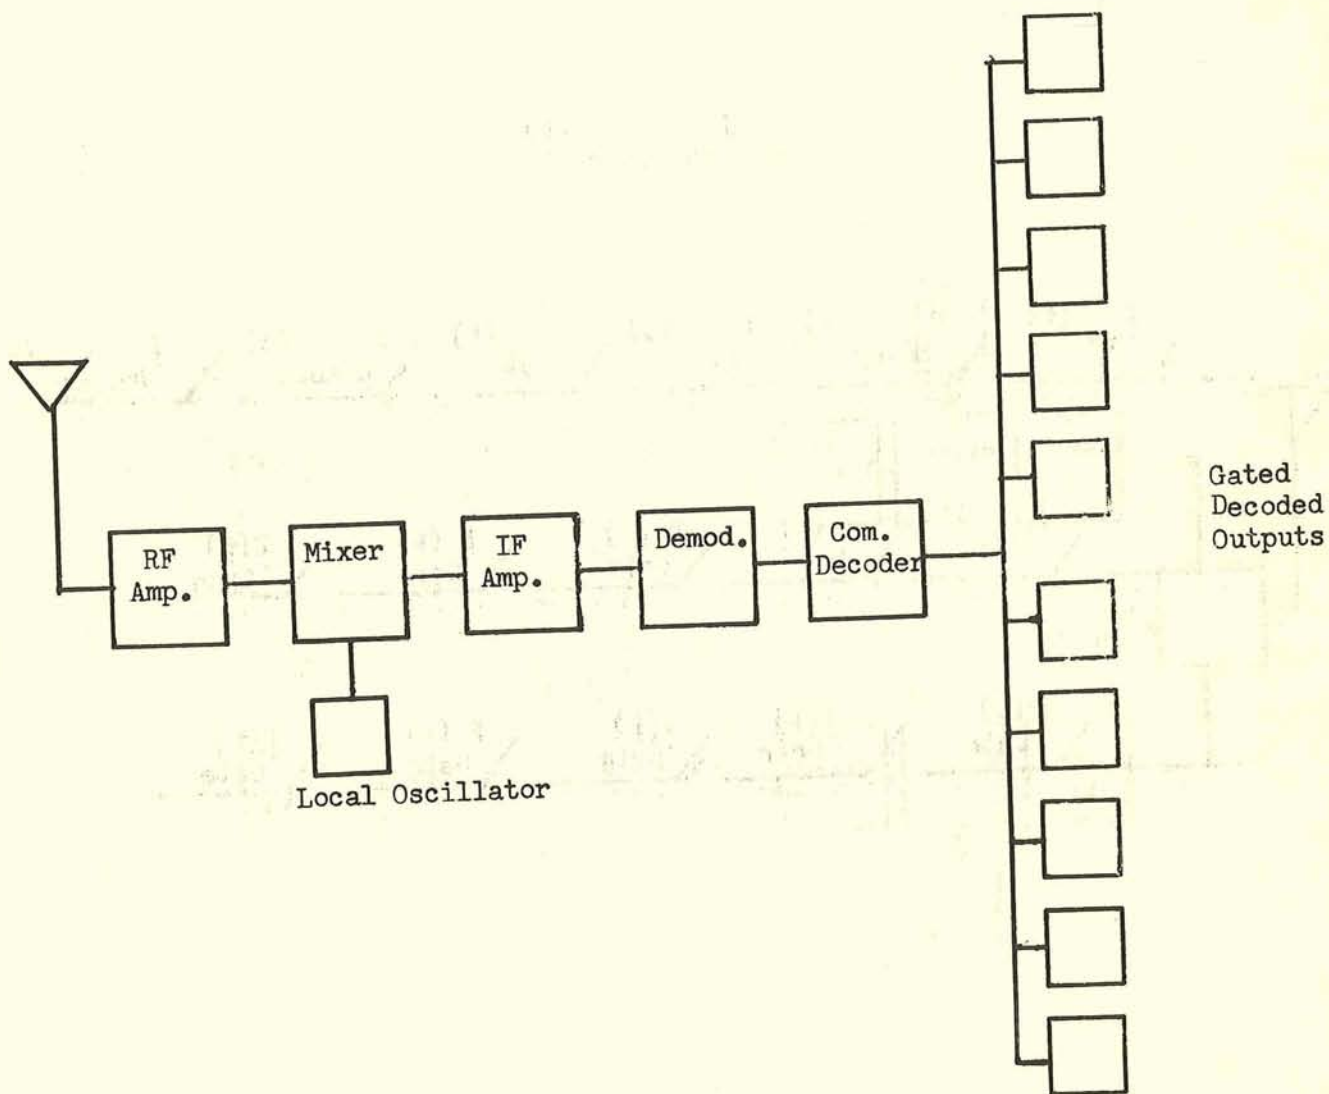 RF
Amp.
Mixer
IF
Amp.
Demod.
Com.
Decoder
Local Oscillator
Gated
Decoded
Outputs